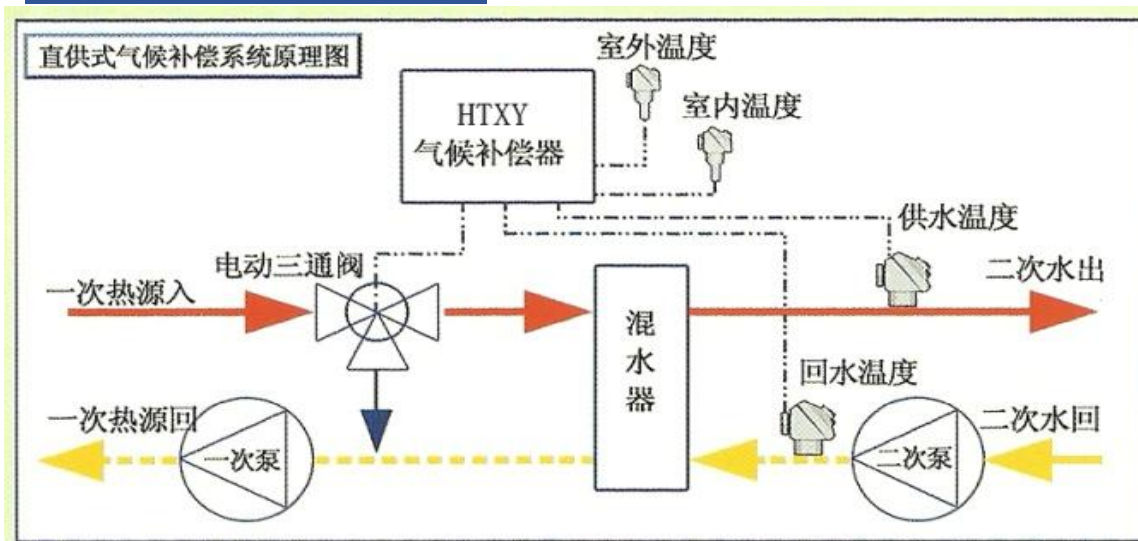 直供式气候补偿系统原理图
室外温度
HTXY
气候补偿器
室内温度
供水温度
电动三通阀
一次热源入
二次水出
混水器
回水温度
一次热源回
一次泵
二次泵
二次水回